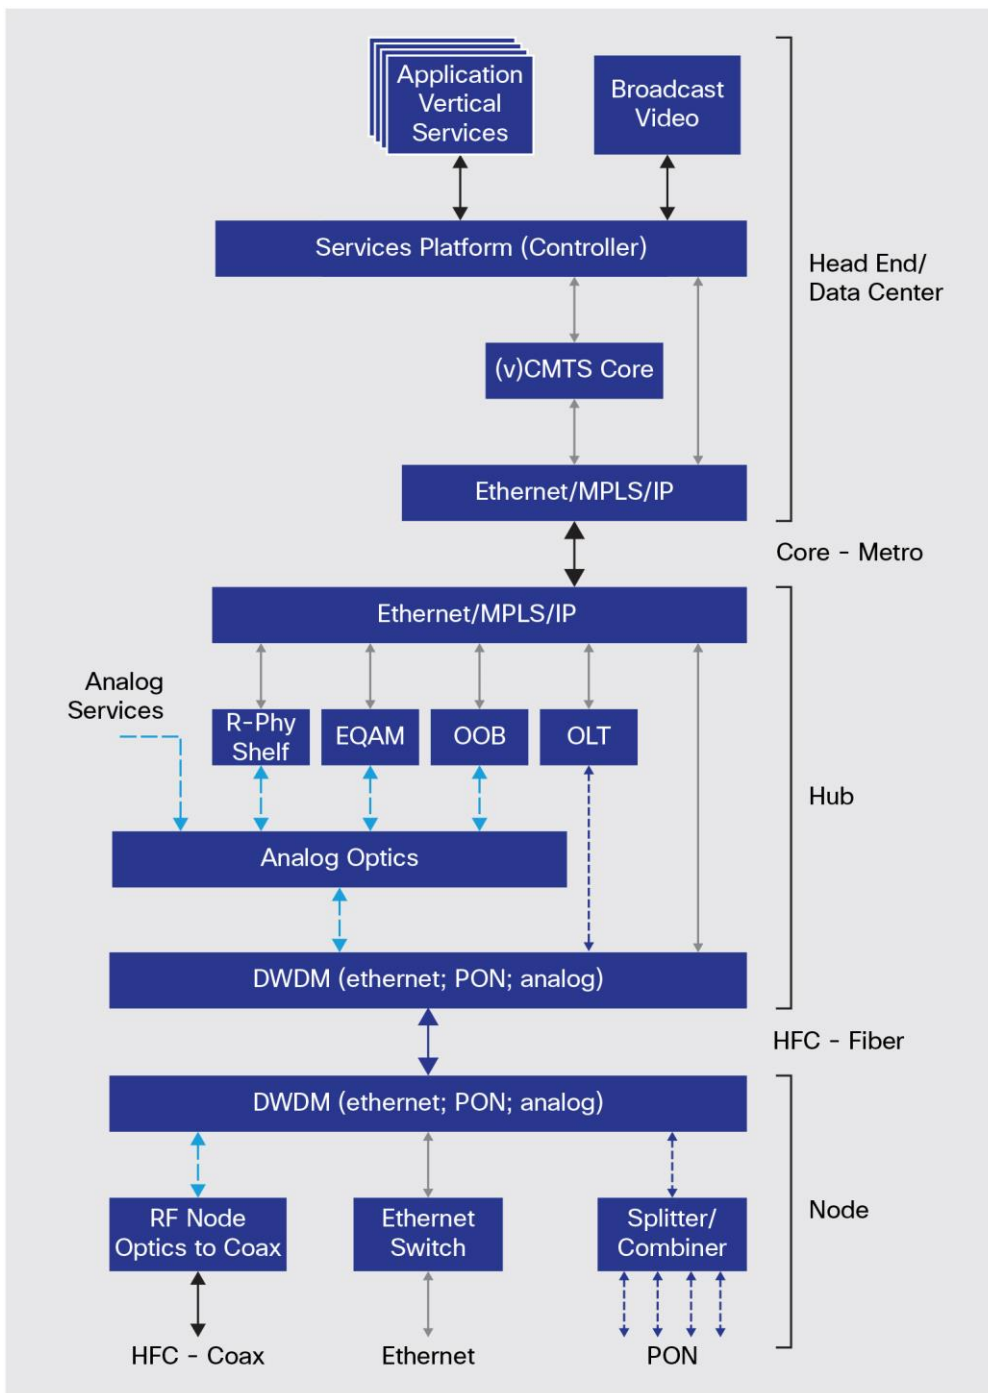 Application
Vertical
Services
Broadcast
Video
Services Platform (Controller)
Head End/
Data Center
(v)CMTS Core
Ethernet/MPLS/IP
Core - Metro
Ethernet/MPLS/IP
Analog
Services
R-Phy
Shelf
EQAM
OOB
OLT
Hub
Analog Optics
DWDM (ethernet; PON; analog)
HFC - Fiber
DWDM (ethernet; PON; analog)
RF Node
Optics to Coax
Ethernet
Switch
Splitter/
Combiner
Node
HFC - Coax
Ethernet
PON